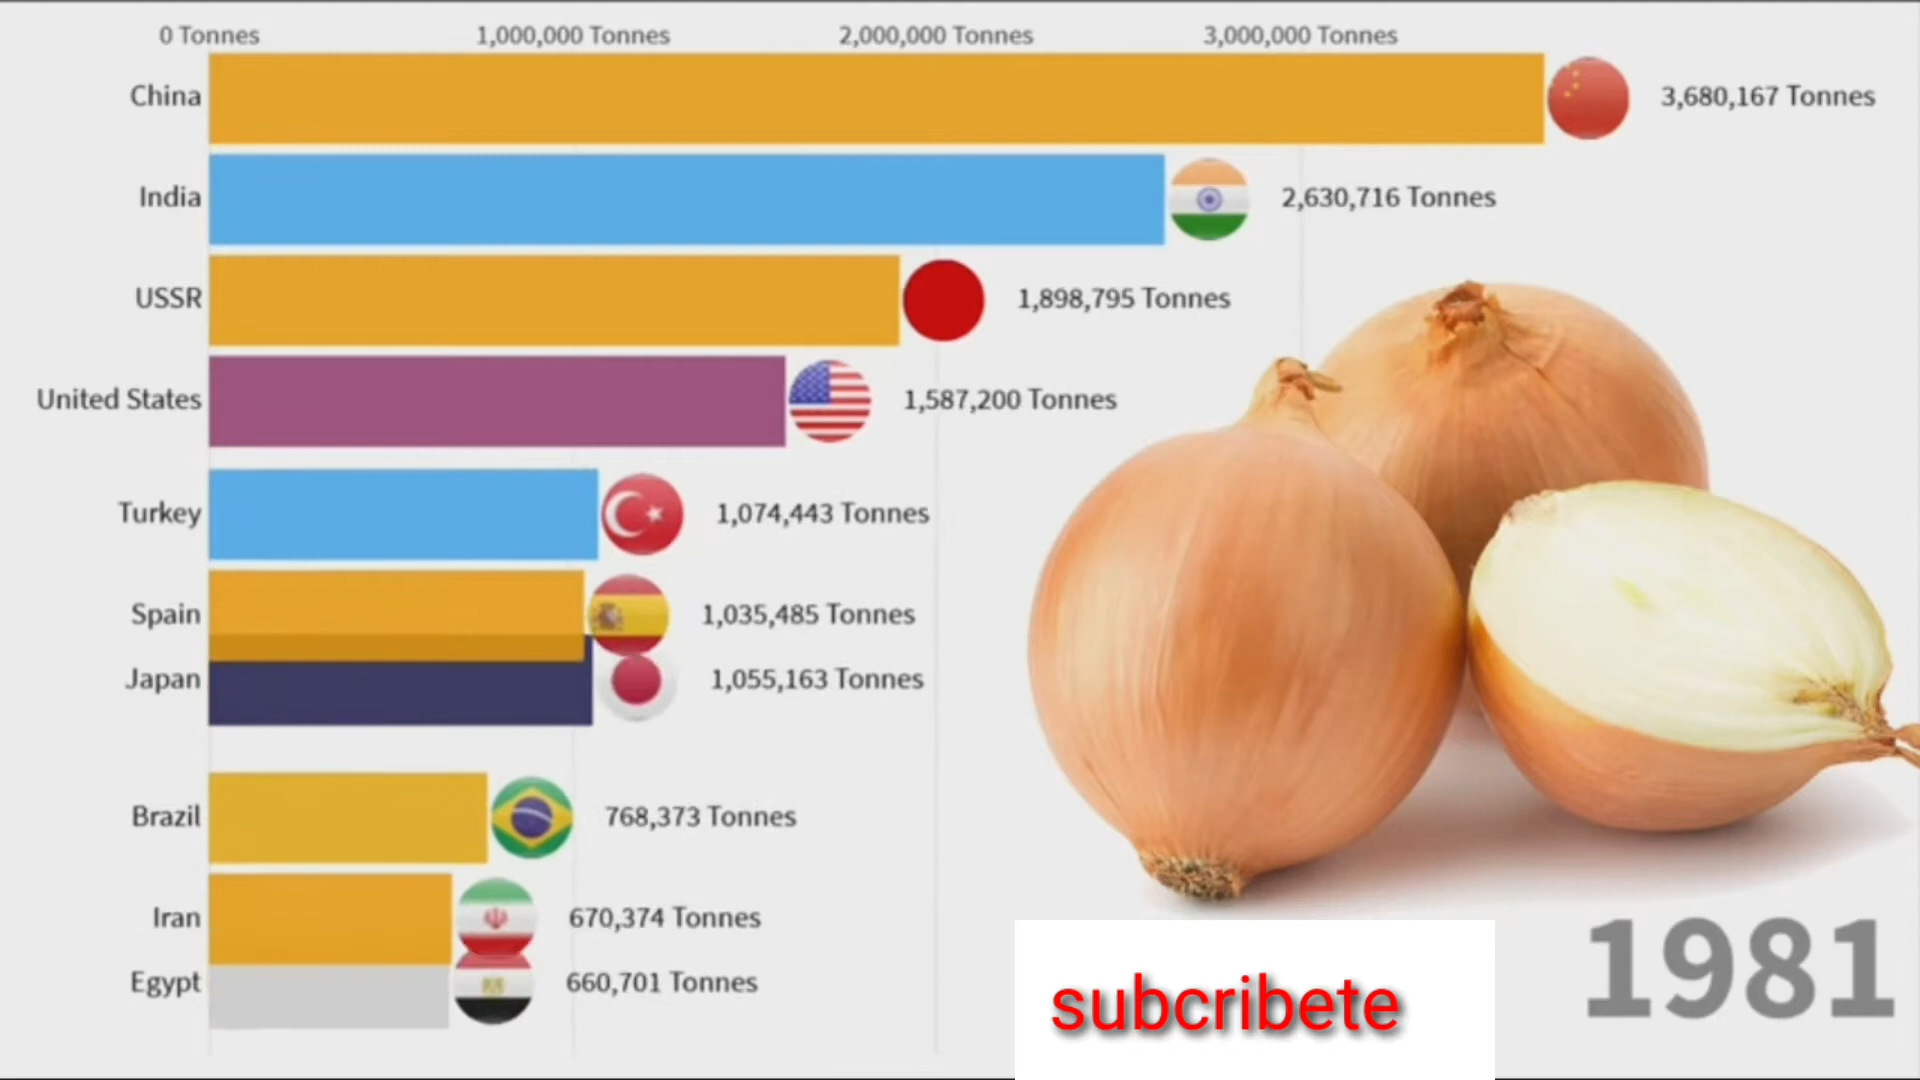 0 Tonnes 1,000,000 Tonnes 2,000,000 Tonnes 3,000,000 Tonnes
China 3,680,167 Tonnes
India 2,630,716 Tonnes
USSR 1,898,795 Tonnes
United States 1,587,200 Tonnes
Turkey 1,074,443 Tonnes
Spain 1,035,485 Tonnes
Japan 1,055,163 Tonnes
Brazil 768,373 Tonnes
Iran 670,374 Tonnes
Egypt 660,701 Tonnes
subcribete
1981